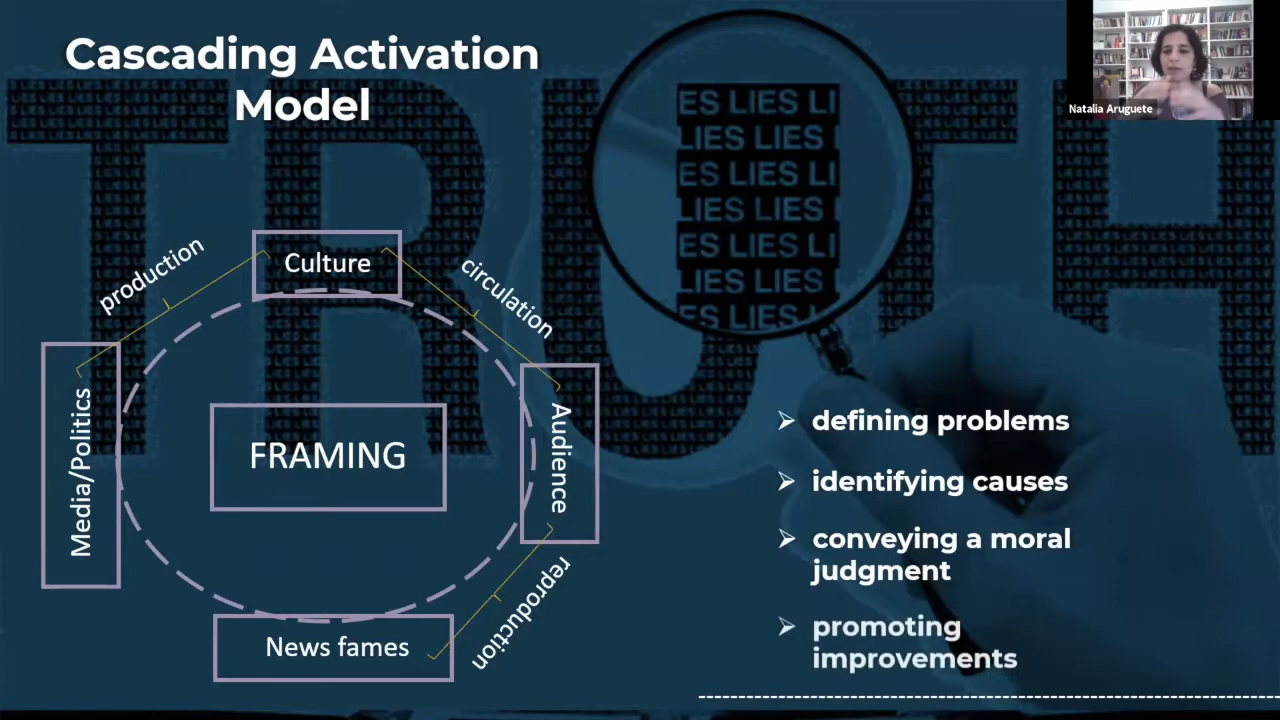 Cascading Activation
Model
TRUTH
ES LIES LI
LIES LIES
ES LIES LI
LIES LIES
ES LIES LI
LIES LIES
ES LIES
Natalia Aruguete
production
Culture
circulation
Media/Politics
FRAMING
Audience
reproduction
News fames
defining problems
identifying causes
conveying a moral
judgment
promoting
improvements